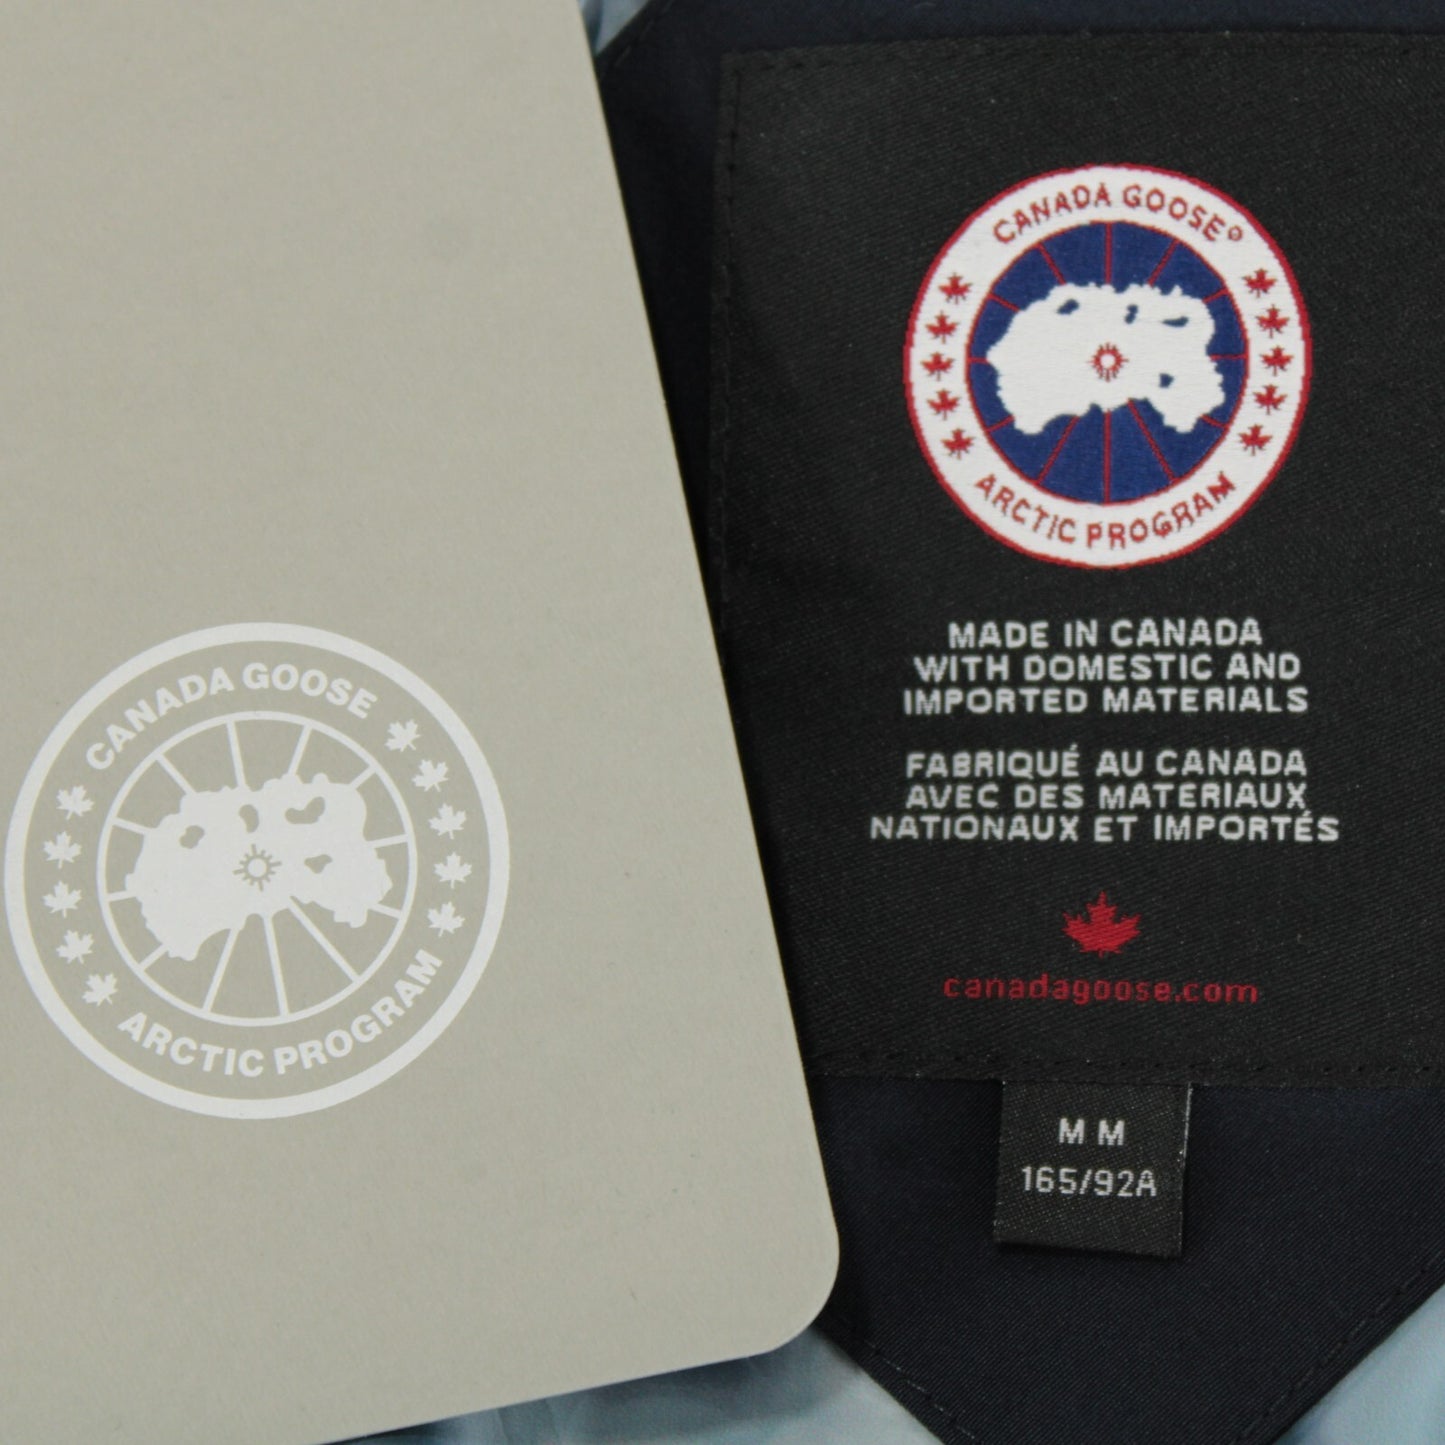 CANADA GOOSE
ARCTIC PROGRAM
CANADA GOOSE®
ARCTIC PROGRAM
MADE IN CANADA
WITH DOMESTIC AND
IMPORTED MATERIALS
FABRIQUÉ AU CANADA
AVEC DES MATERIAUX
NATIONAUX ET IMPORTÉS
canadagoose.com
M M
165/92A